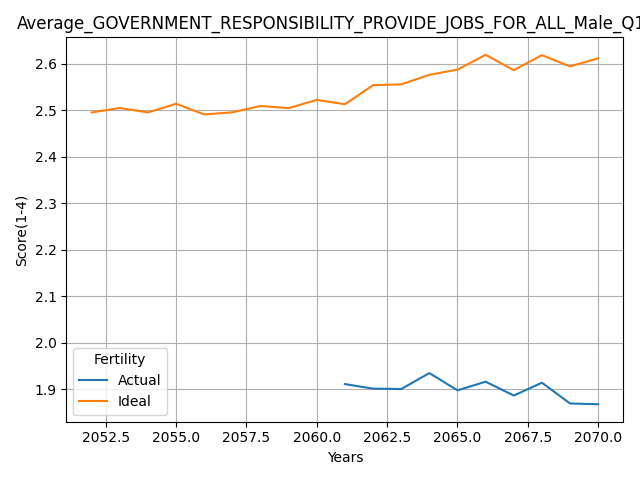 Average_GOVERNMENT_RESPONSIBILITY_PROVIDE_JOBS_FOR_ALL_Male_Q1
2.6
2.5
2.4
2.3
2.2
2.1
2.0
1.9
Score(1-4)
Fertility
Actual
Ideal
2052.5 2055.0 2057.5 2060.0 2062.5 2065.0 2067.5 2070.0
Years